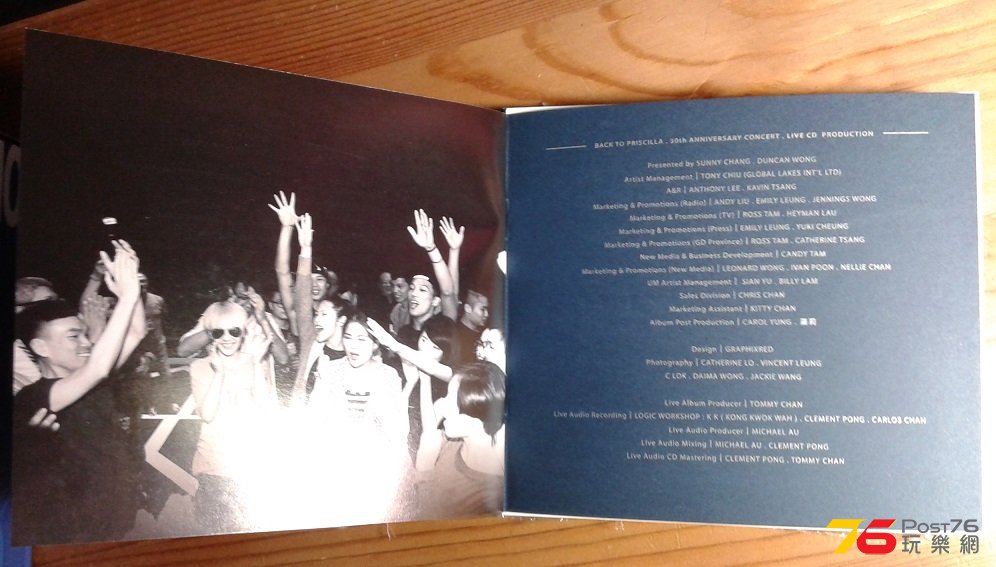 BACK TO PRISCILLA . 30th ANNIVERSARY CONCERT . LIVE CD PRODUCTION
Presented by SUNNY CHANG . DUNCAN WONG
Artist Management | TONY CHIU (GLOBAL LAKES INT'L LTD)
A&R | ANTHONY LEE . KAVIN TSANG
Marketing & Promotions (Radio) | ANDY LIU . EMILY LEUNG . JENNINGS WONG
Marketing & Promotions (TV) | ROSS TAM . HEYMAN LAU
Marketing & Promotions (Press) | EMILY LEUNG . YUKI CHEUNG
Marketing & Promotions (GD Province) | ROSS TAM . CATHERINE TSANG
New Media & Business Development | CANDY TAM
Marketing & Promotions (New Media) | LEONARD WONG . IVAN POON . NELLIE CHAN
UM Artist Management | SIAN YU . BILLY LAM
Sales Division | CHRIS CHAN
Marketing Assistant | KITTY CHAN
Album Post Production | CAROL YUNG .
Design | GRAPHIXRED
Photography | CATHERINE LO . VINCENT LEUNG
C LOK . DAIMA WONG . JACKIE WANG
Live Album Producer | TOMMY CHAN
Live Audio Recording | LOGIC WORKSHOP : K K ( KONG KWOK WAH ) . CLEMENT PONG . CARLOS CHAN
Live Audio Producer | MICHAEL AU
Live Audio Mixing | MICHAEL AU . CLEMENT PONG
Live Audio CD Mastering | CLEMENT PONG . TOMMY CHAN
76 Post76
玩樂網